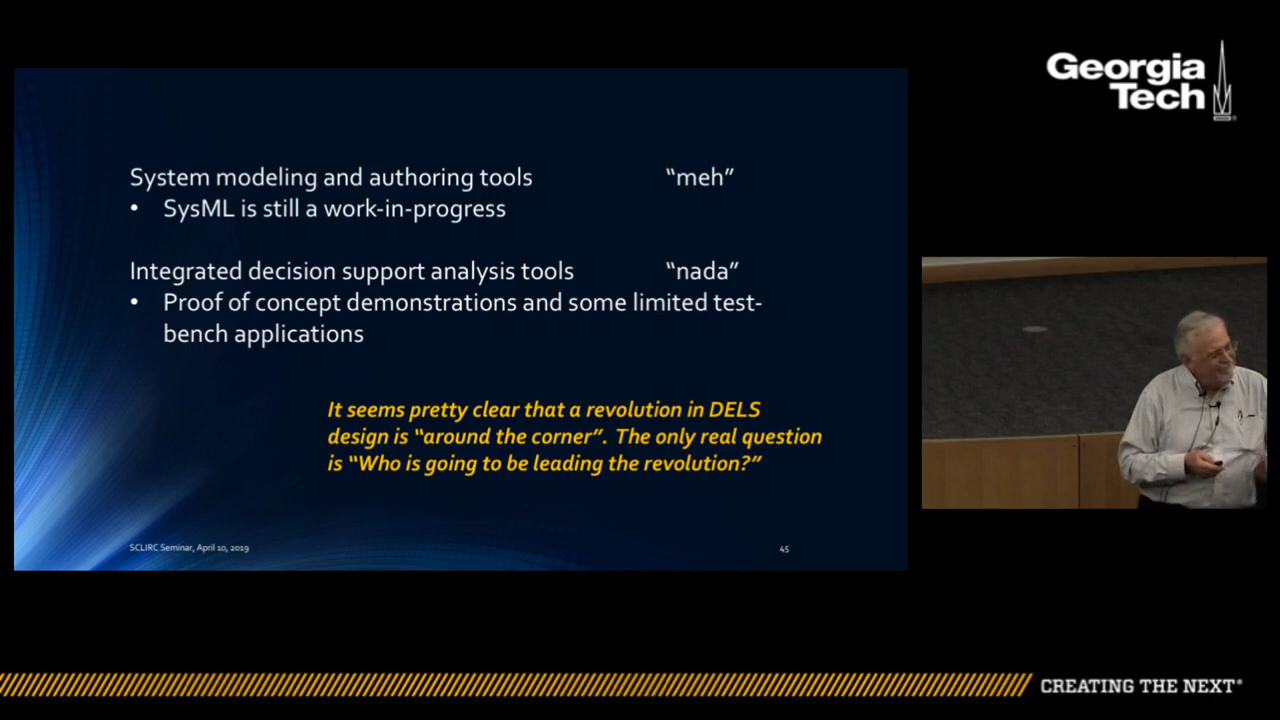 Georgia
Tech
System modeling and authoring tools “meh”
• SysML is still a work-in-progress
Integrated decision support analysis tools “nada”
• Proof of concept demonstrations and some limited test-
bench applications
It seems pretty clear that a revolution in DELS
design is “around the corner”. The only real question
is “Who is going to be leading the revolution?”
SCLIRC Seminar, April 10, 2019 45
CREATING THE NEXT®